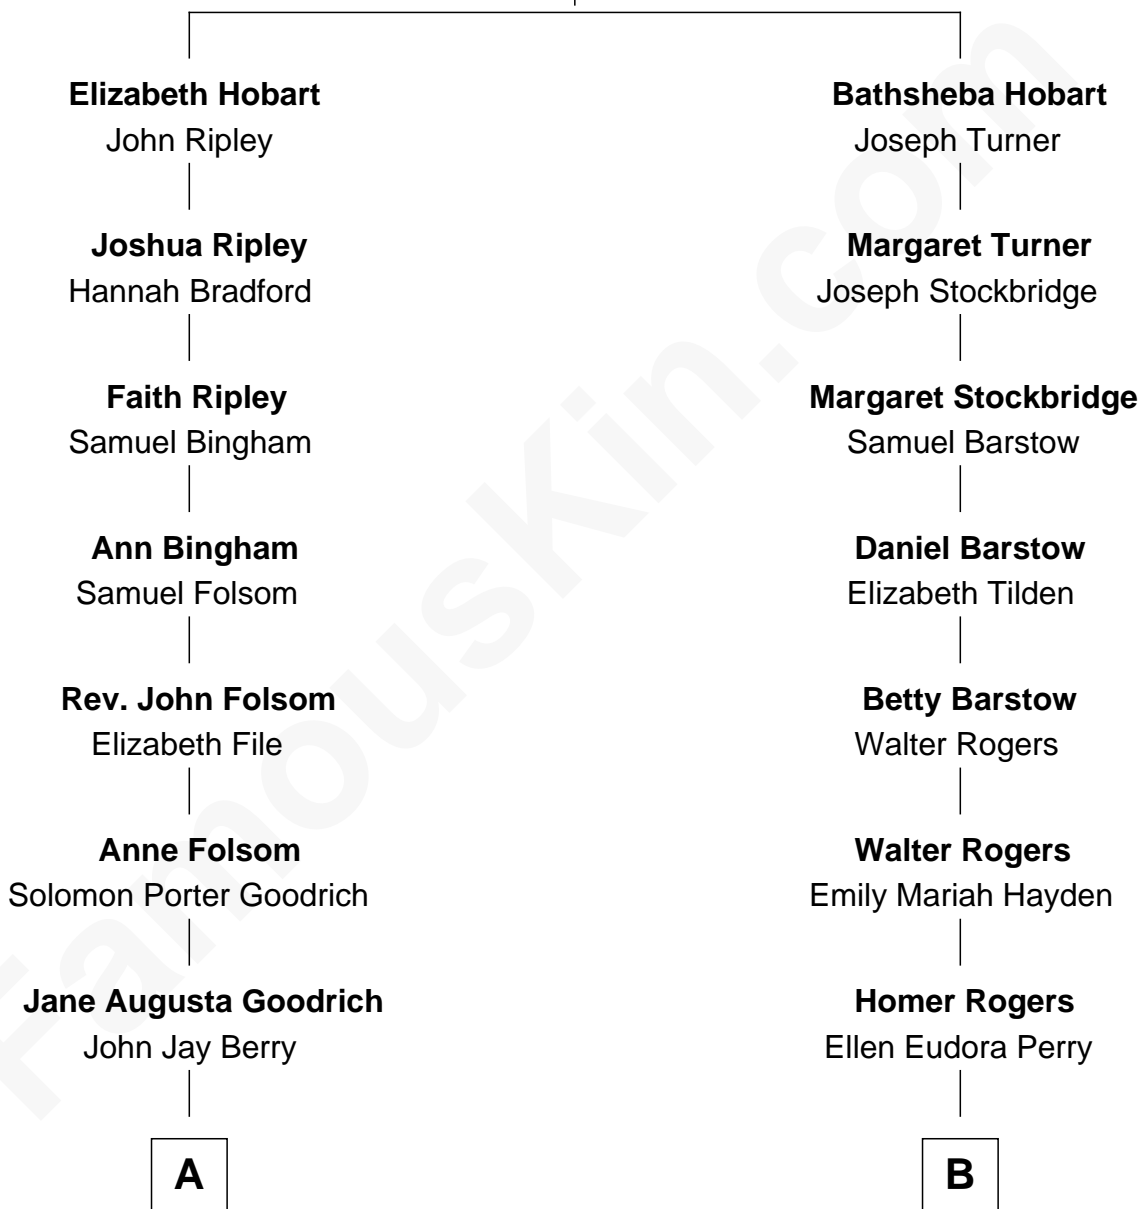 Elizabeth Hobart
John Ripley
Joshua Ripley
Hannah Bradford
Faith Ripley
Samuel Bingham
Ann Bingham
Samuel Folsom
Rev. John Folsom
Elizabeth File
Anne Folsom
Solomon Porter Goodrich
Jane Augusta Goodrich
John Jay Berry
A
Bathsheba Hobart
Joseph Turner
Margaret Turner
Joseph Stockbridge
Margaret Stockbridge
Samuel Barstow
Daniel Barstow
Elizabeth Tilden
Betty Barstow
Walter Rogers
Walter Rogers
Emily Mariah Hayden
Homer Rogers
Ellen Eudora Perry
B
FamousKin.com